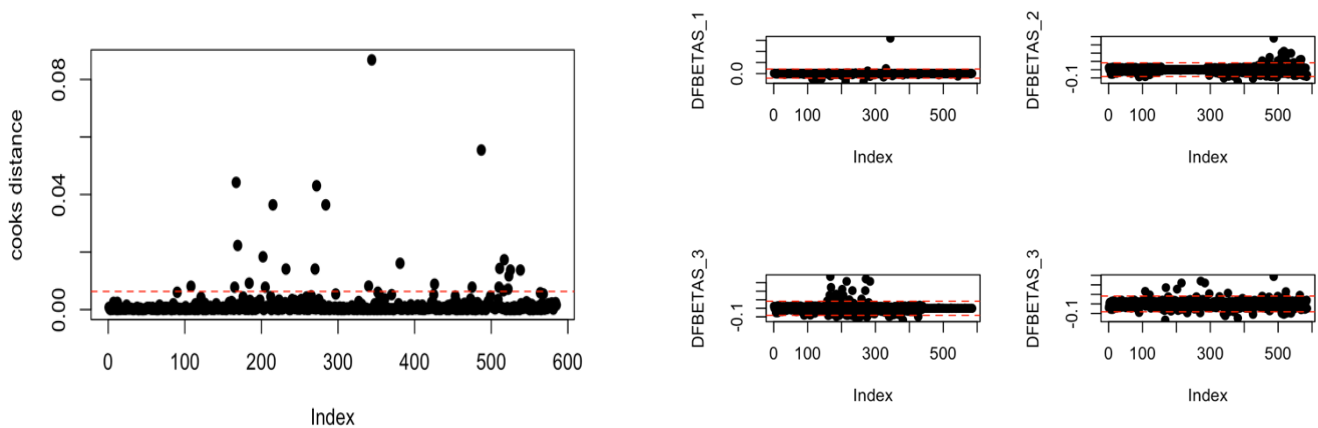 cooks distance
0.08
0.04
0.00
0 100 200 300 400 500 600
Index
DFBETAS_1
0.0
0 100 300 500
Index
DFBETAS_2
-0.1
0 100 300 500
Index
DFBETAS_3
-0.1
0 100 300 500
Index
DFBETAS_3
-0.1
0 100 300 500
Index